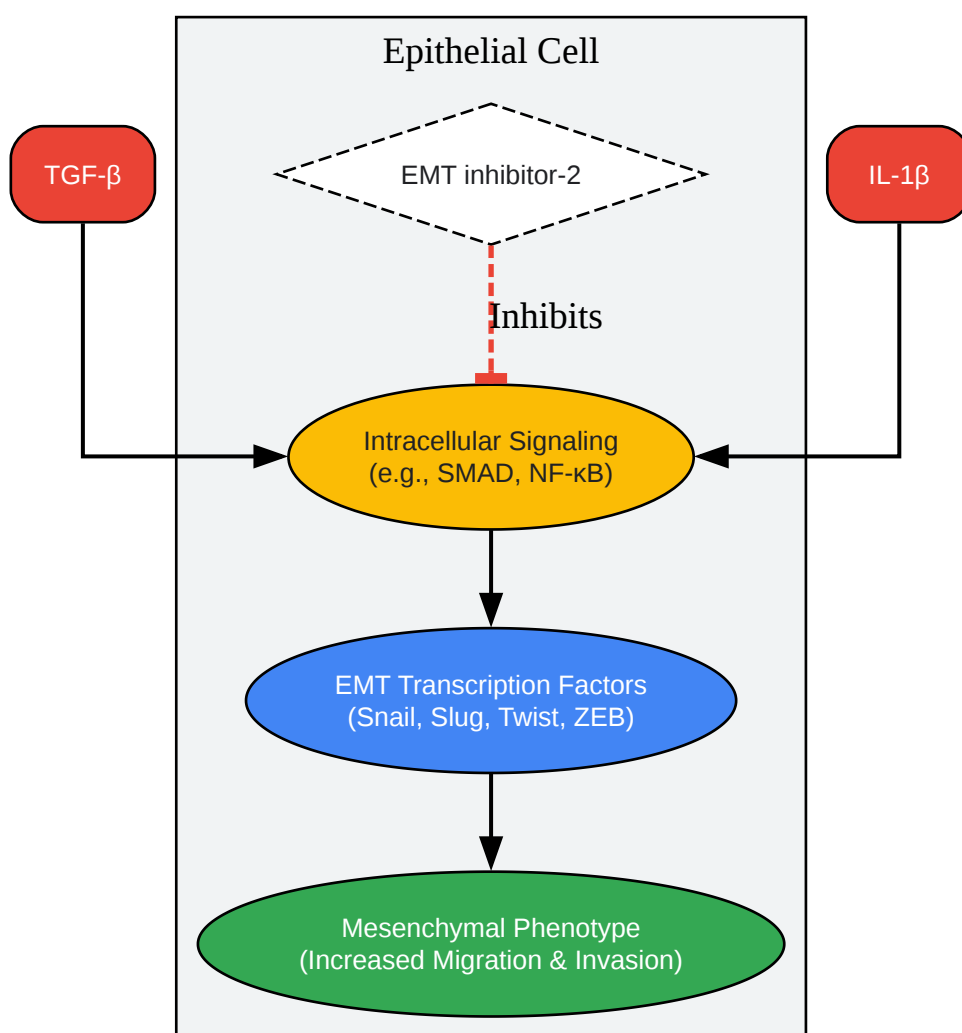 Epithelial Cell
TGF-β
EMT inhibitor-2
IL-1β
Inhibits
Intracellular Signaling
(e.g., SMAD, NF-κB)
EMT Transcription Factors
(Snail, Slug, Twist, ZEB)
Mesenchymal Phenotype
(Increased Migration & Invasion)